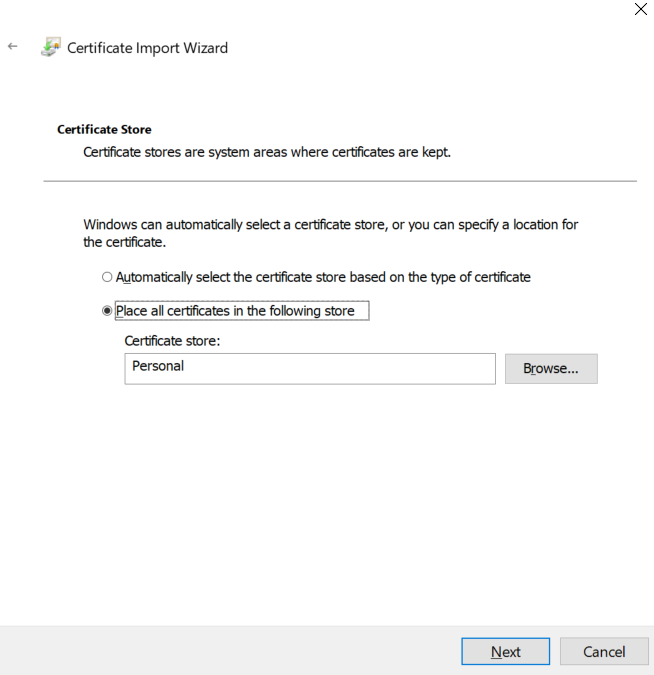 Certificate Import Wizard
Certificate Store
Certificate stores are system areas where certificates are kept.
Windows can automatically select a certificate store, or you can specify a location for
the certificate.
Automatically select the certificate store based on the type of certificate
Place all certificates in the following store
Certificate store:
Personal
Browse...
Next
Cancel